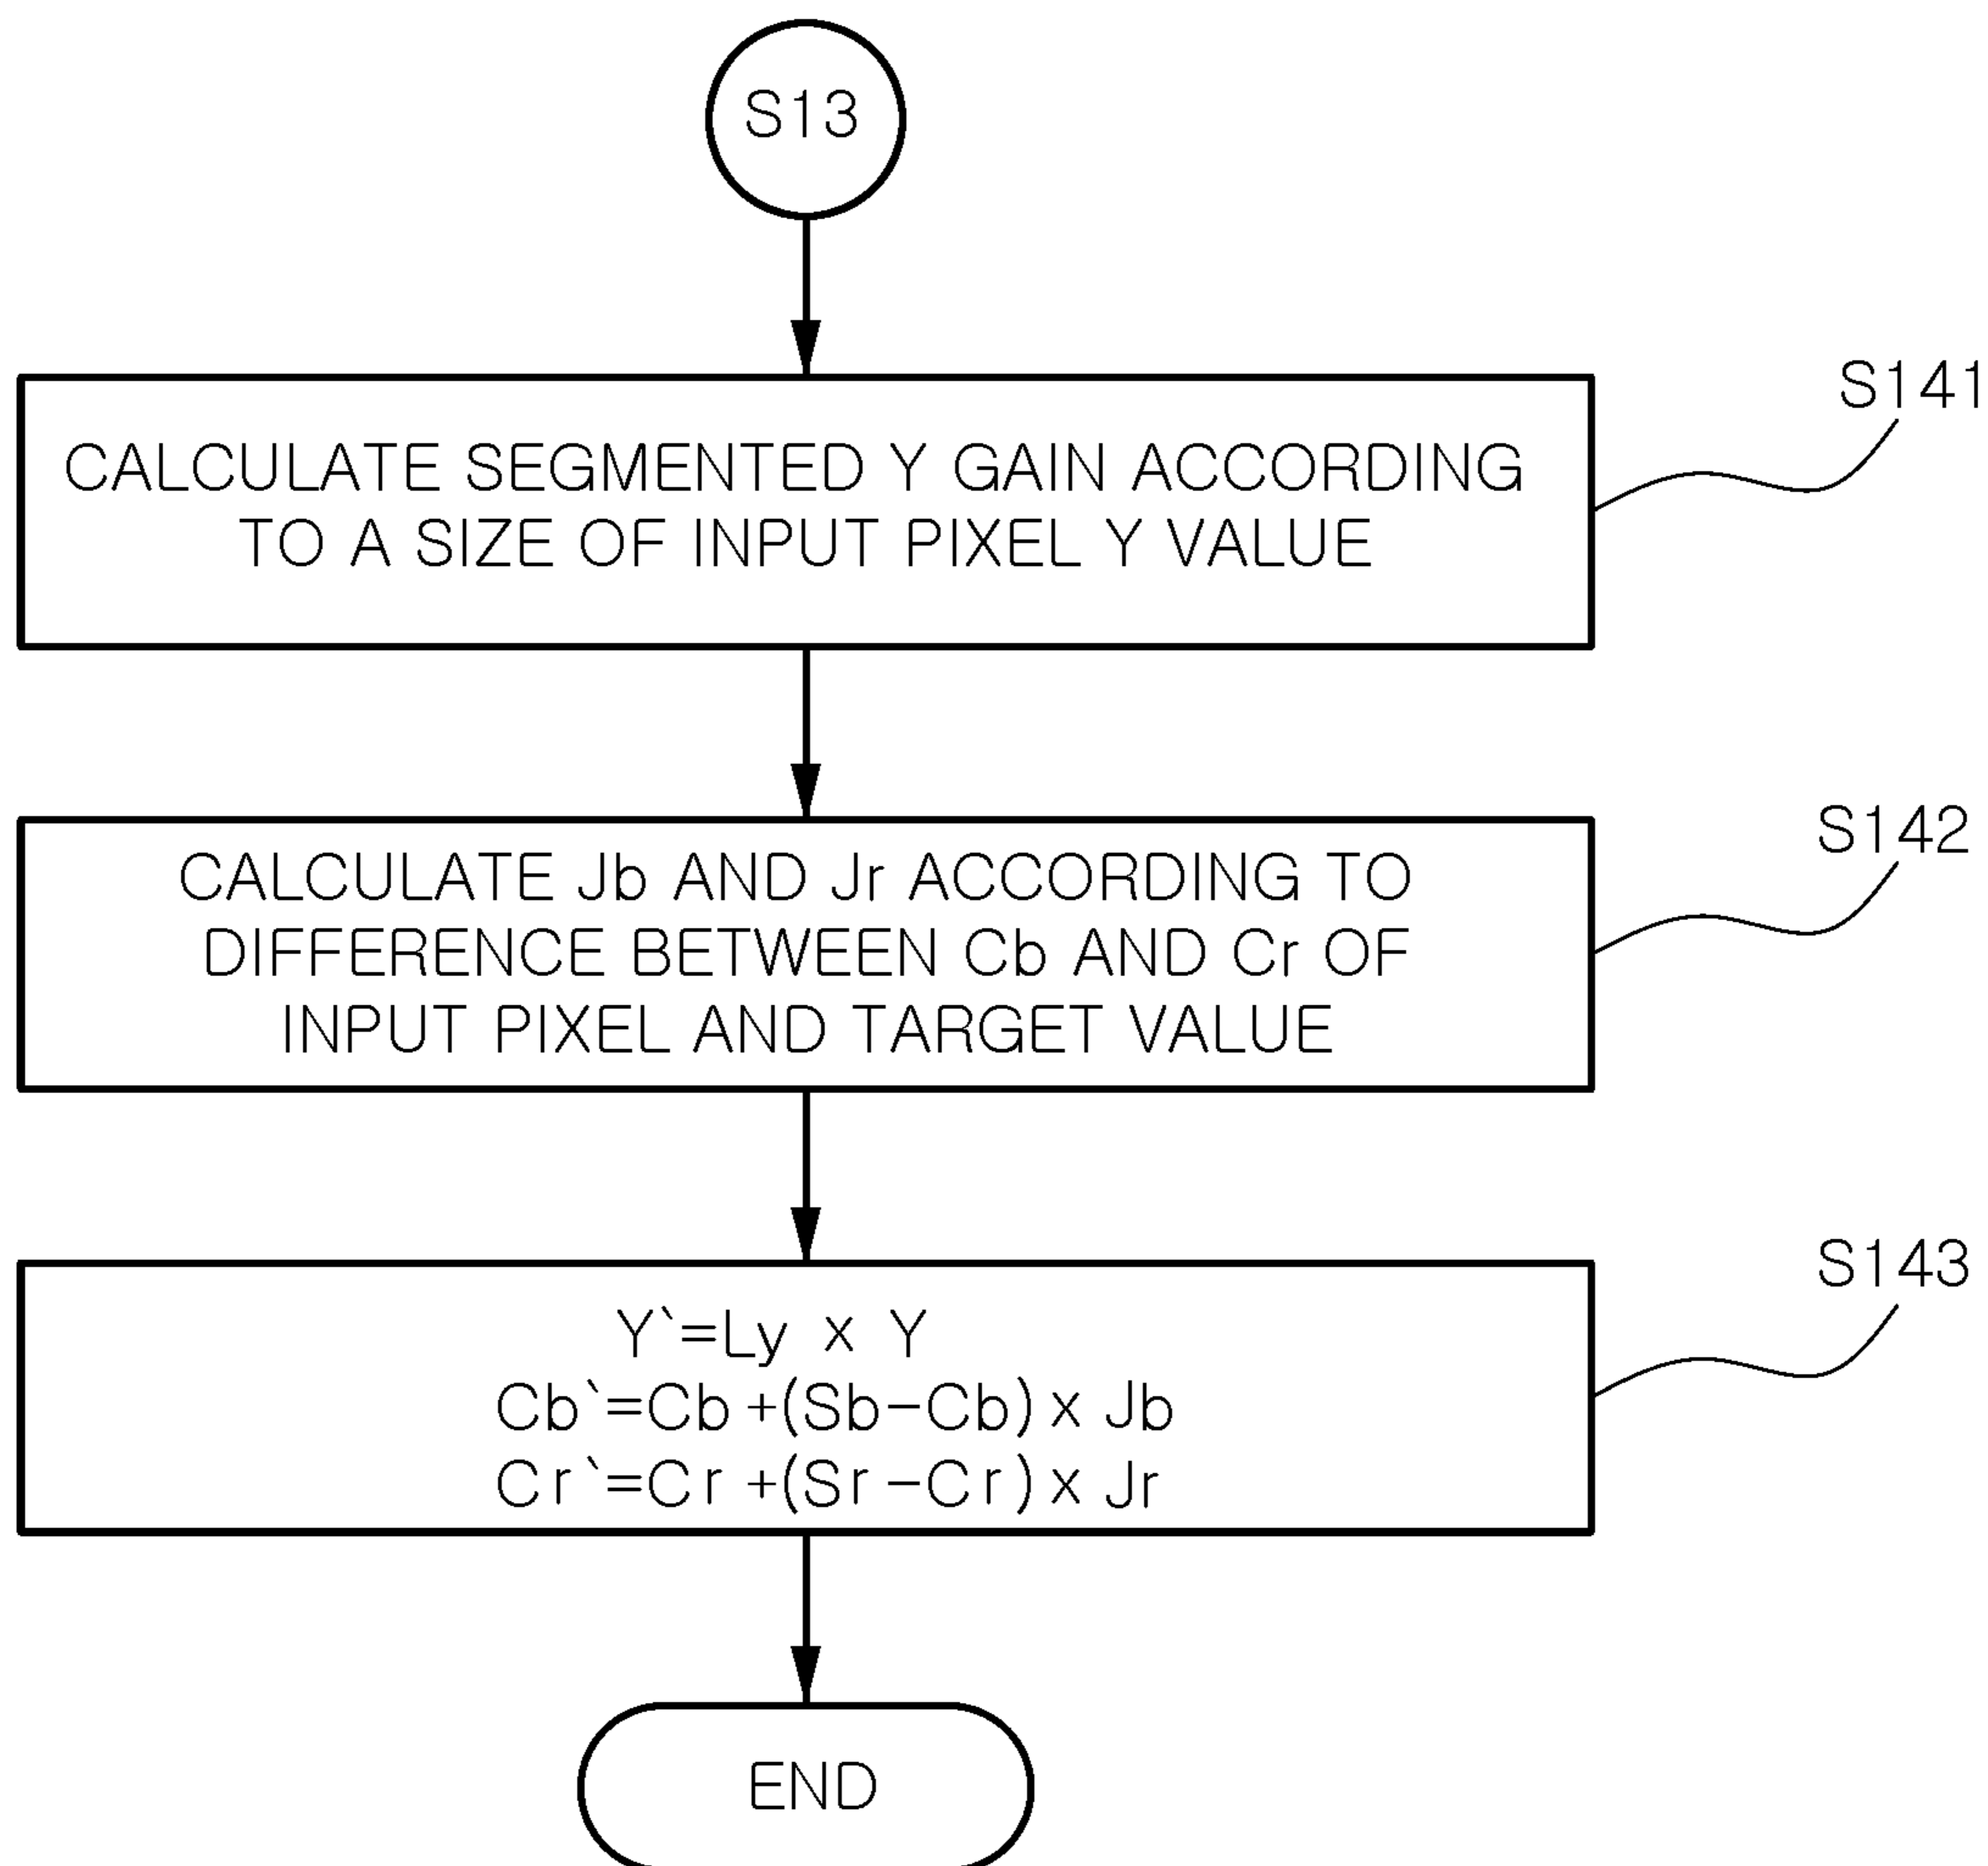 S13
S141
CALCULATE SEGMENTED Y GAIN ACCORDING
TO A SIZE OF INPUT PIXEL Y VALUE
S142
CALCULATE Jb AND Jr ACCORDING TO
DIFFERENCE BETWEEN Cb AND Cr OF
INPUT PIXEL AND TARGET VALUE
S143
Y`=Ly x Y
Cb`=Cb+(Sb-Cb) x Jb
Cr`=Cr+(Sr-Cr) x Jr
END